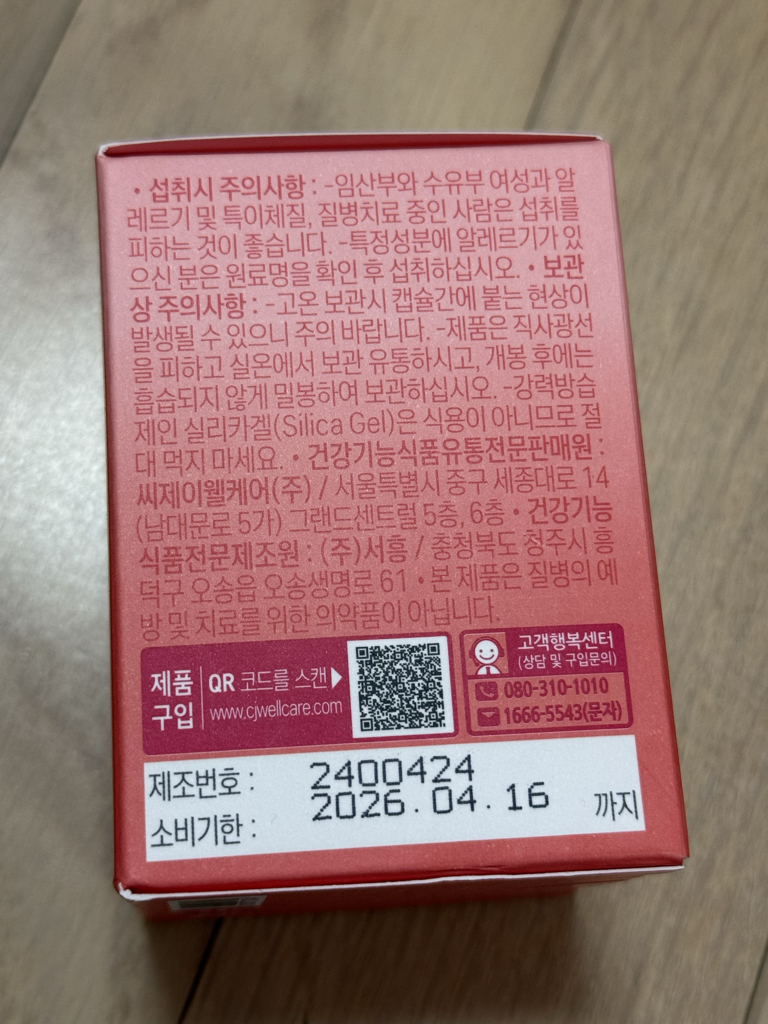 • 섭취시 주의사항 : -임산부와 수유부 여성과 알
레르기 및 특이체질, 질병치료 중인 사람은 섭취를
피하는 것이 좋습니다. -특정성분에 알레르기가 있
으신 분은 원료명을 확인 후 섭취하십시오. • 보관
상 주의사항 : -고온 보관시 캡슐간에 붙는 현상이
발생될 수 있으니 주의 바랍니다. -제품은 직사광선
을 피하고 실온에서 보관 유통하시고, 개봉 후에는
흡습되지 않게 밀봉하여 보관하십시오. -강력방습
제인 실리카겔(Silica Gel)은 식용이 아니므로 절
대 먹지 마세요. • 건강기능식품유통전문판매원 :
씨제이웰케어(주) / 서울특별시 중구 세종대로 14
(남대문로 5가) 그랜드센트럴 5층, 6층 • 건강기능
식품전문제조원 : (주)서흥 / 충청북도 청주시 흥
덕구 오송읍 오송생명로 61 • 본 제품은 질병의 예
방 및 치료를 위한 의약품이 아닙니다.
제품
구입
QR 코드를 스캔▶
www.cjwellcare.com
고객행복센터
(상담 및 구입문의)
080-310-1010
1666-5543(문자)
제조번호 : 2400424
소비기한 : 2026.04.16 까지